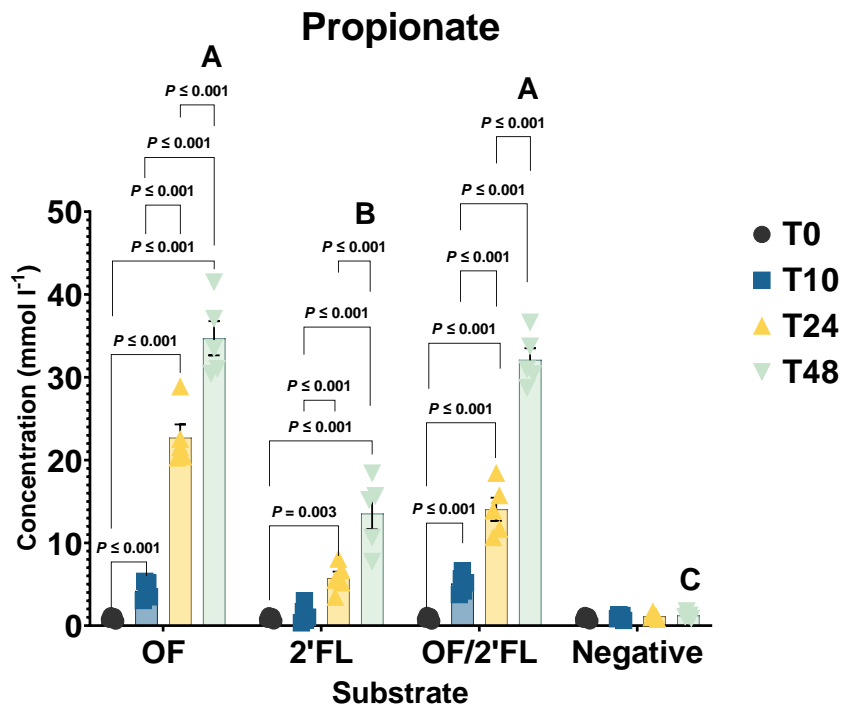 Propionate
A
P ≤ 0.001
A
P ≤ 0.001
P ≤ 0.001
P ≤ 0.001
P ≤ 0.001
50
B
P ≤ 0.001
P ≤ 0.001
P ≤ 0.001
T0
40
P ≤ 0.001
T10
P ≤ 0.001
P ≤ 0.001
T24
30
P ≤ 0.001
T48
P ≤ 0.001
P ≤ 0.001
20
P = 0.003
P ≤ 0.001
10
P ≤ 0.001
C
0
Concentration (mmol l⁻¹)
OF 2'FL OF/2'FL Negative
Substrate